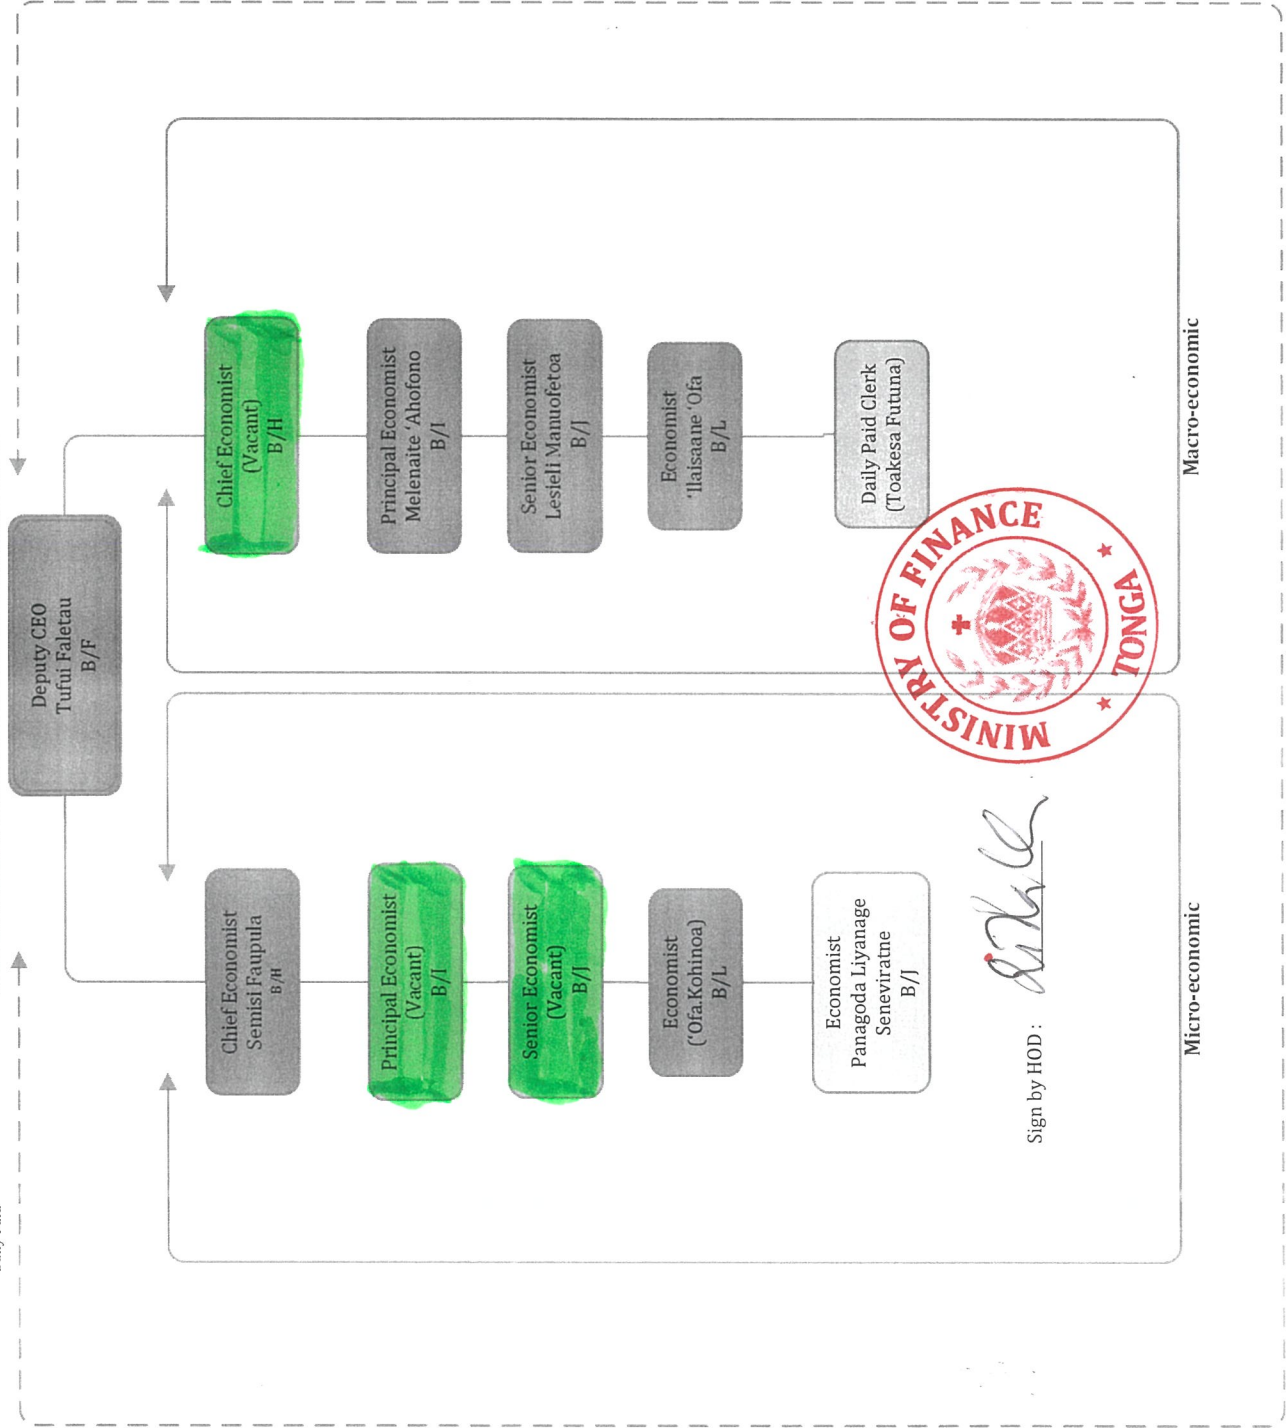 Deputy CEO
Tufui Faletau
B/F
Chief Economist
Semisi Faupula
B/H
Principal Economist
(Vacant)
B/I
Senior Economist
(Vacant)
B/J
Economist
('Ofa.Kohinoa)
B/L
Economist
Panagoda Liyanage
Seneviratne
B/J
Sign by HOD:
Micro-economic
Chief Economist
(Vacant)
B/H
Principal Economist
Melenaite 'Ahofono
B/I
Senior Economist
Lesieli Manuofetoa
B/J
Economist
'Ilaisaane 'Ofa
B/L
Daily Paid Clerk
(Toakesa Futuna)
Macro-economic
MINISTRY OF FINANCE
★ TONGA ★